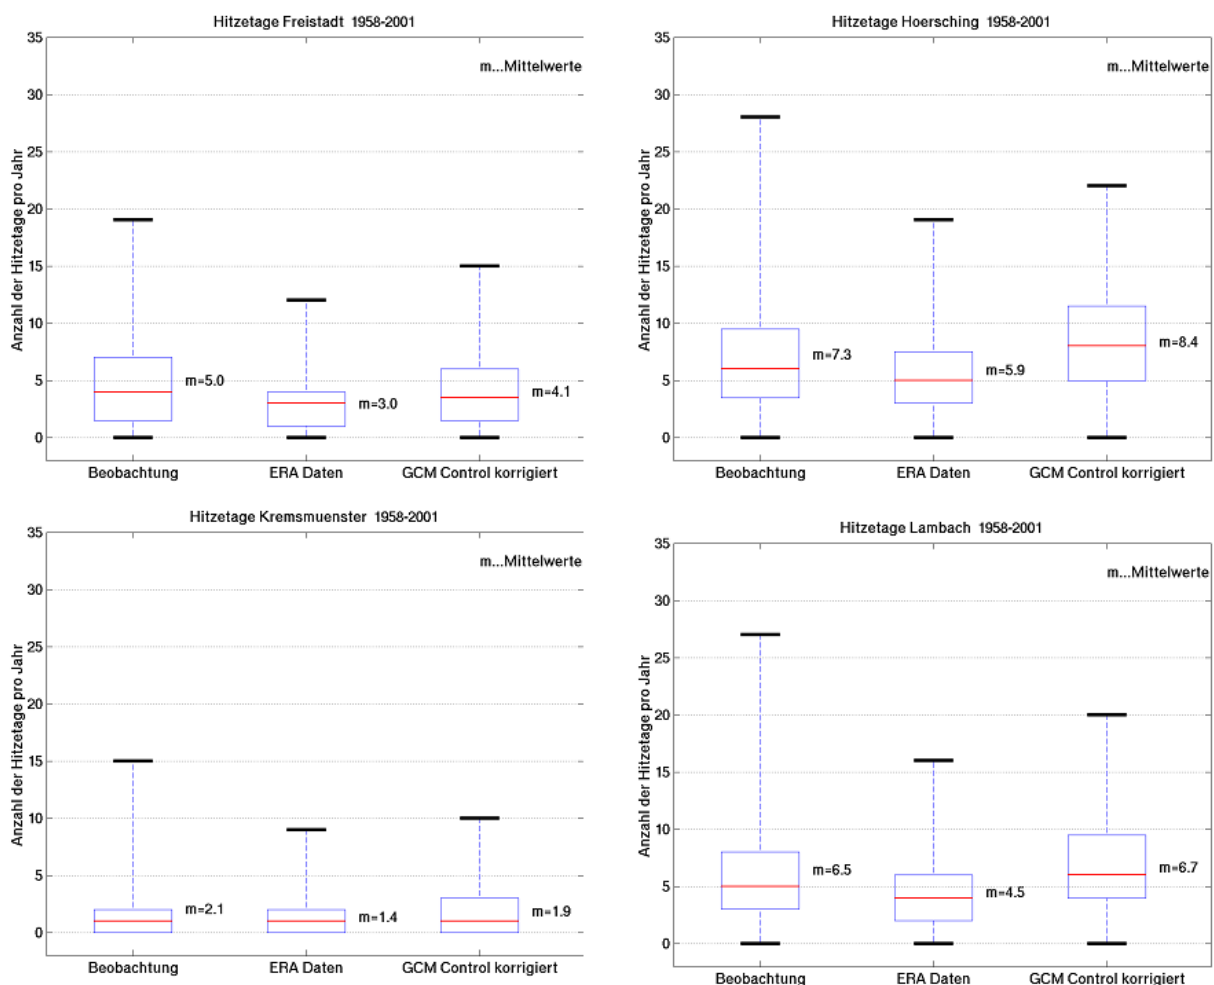 Hitzetage Freistadt 1958-2001
m...Mittelwerte
Anzahl der Hitzetage pro Jahr
35
30
25
20
15
10
5
0
m=5.0
m=3.0
m=4.1
Beobachtung
ERA Daten
GCM Control korrigiert
Hitzetage Hoersching 1958-2001
m...Mittelwerte
Anzahl der Hitzetage pro Jahr
35
30
25
20
15
10
5
0
m=7.3
m=5.9
m=8.4
Beobachtung
ERA Daten
GCM Control korrigiert
Hitzetage Kremsmuenster 1958-2001
m...Mittelwerte
Anzahl der Hitzetage pro Jahr
35
30
25
20
15
10
5
0
m=2.1
m=1.4
m=1.9
Beobachtung
ERA Daten
GCM Control korrigiert
Hitzetage Lambach 1958-2001
m...Mittelwerte
Anzahl der Hitzetage pro Jahr
35
30
25
20
15
10
5
0
m=6.5
m=4.5
m=6.7
Beobachtung
ERA Daten
GCM Control korrigiert